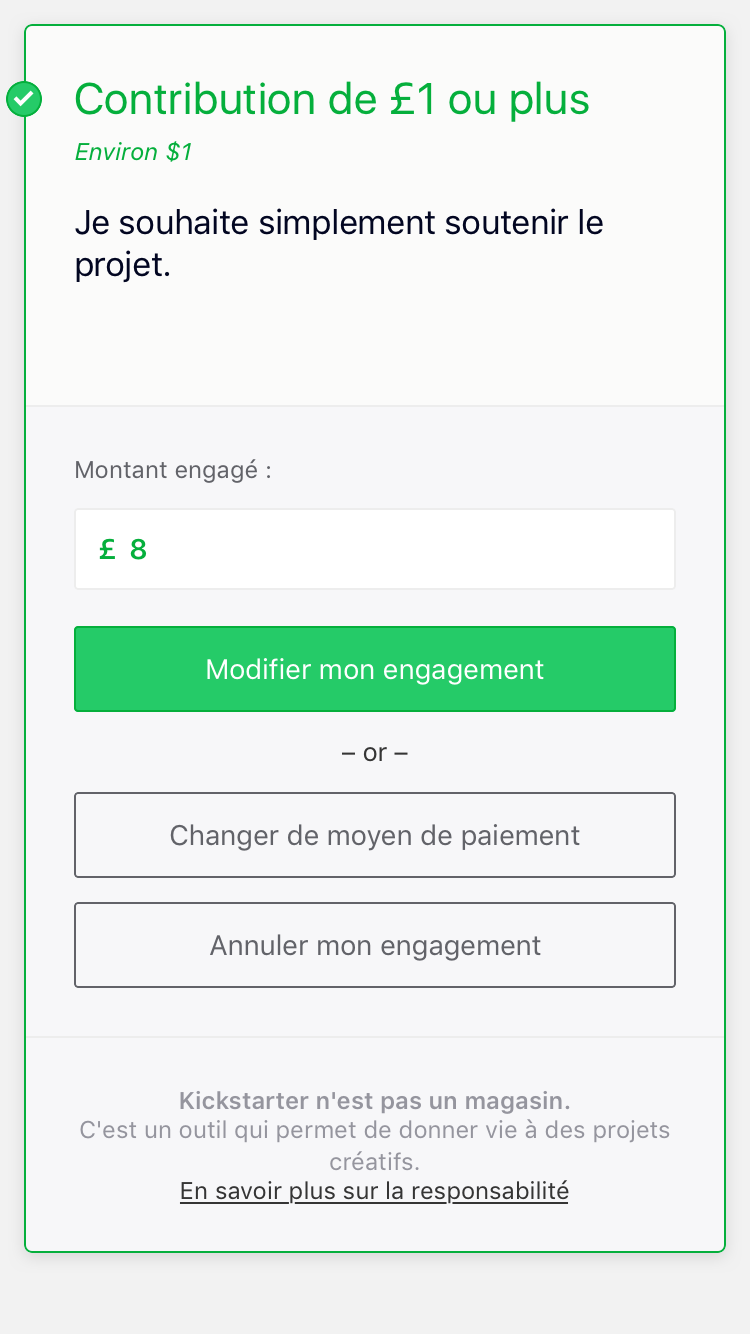 Contribution de £1 ou plus
Environ $1
Je souhaite simplement soutenir le
projet.
Montant engagé :
£ 8
Modifier mon engagement
– or –
Changer de moyen de paiement
Annuler mon engagement
Kickstarter n'est pas un magasin.
C'est un outil qui permet de donner vie à des projets
créatifs.
En savoir plus sur la responsabilité